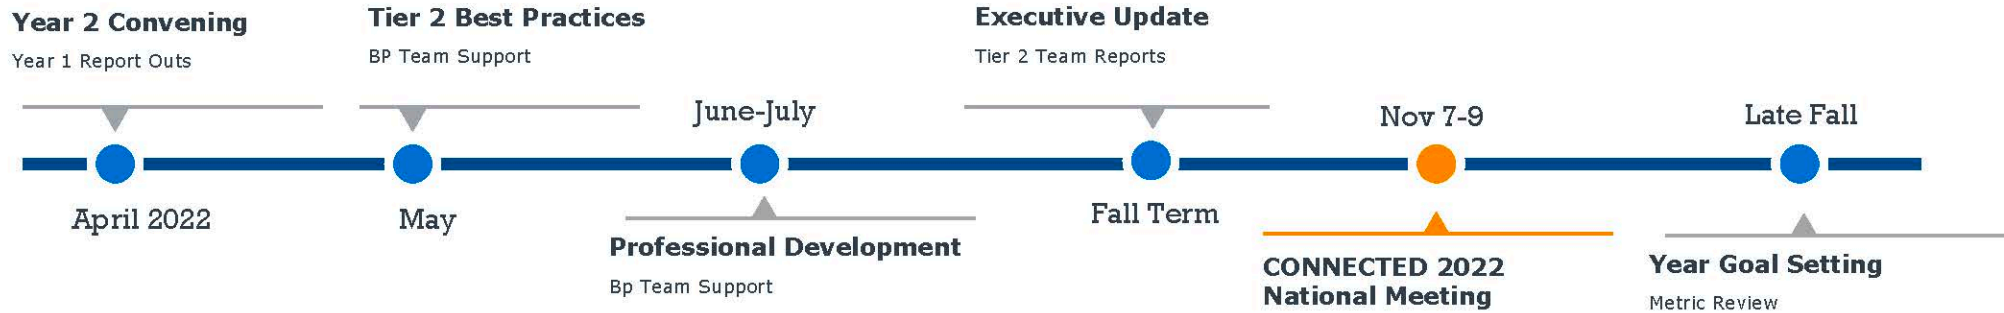 Year 2 Convening
Year 1 Report Outs
April 2022
Tier 2 Best Practices
BP Team Support
May
June-July
Professional Development
Bp Team Support
Executive Update
Tier 2 Team Reports
Fall Term
Nov 7-9
CONNECTED 2022
National Meeting
Late Fall
Year Goal Setting
Metric Review